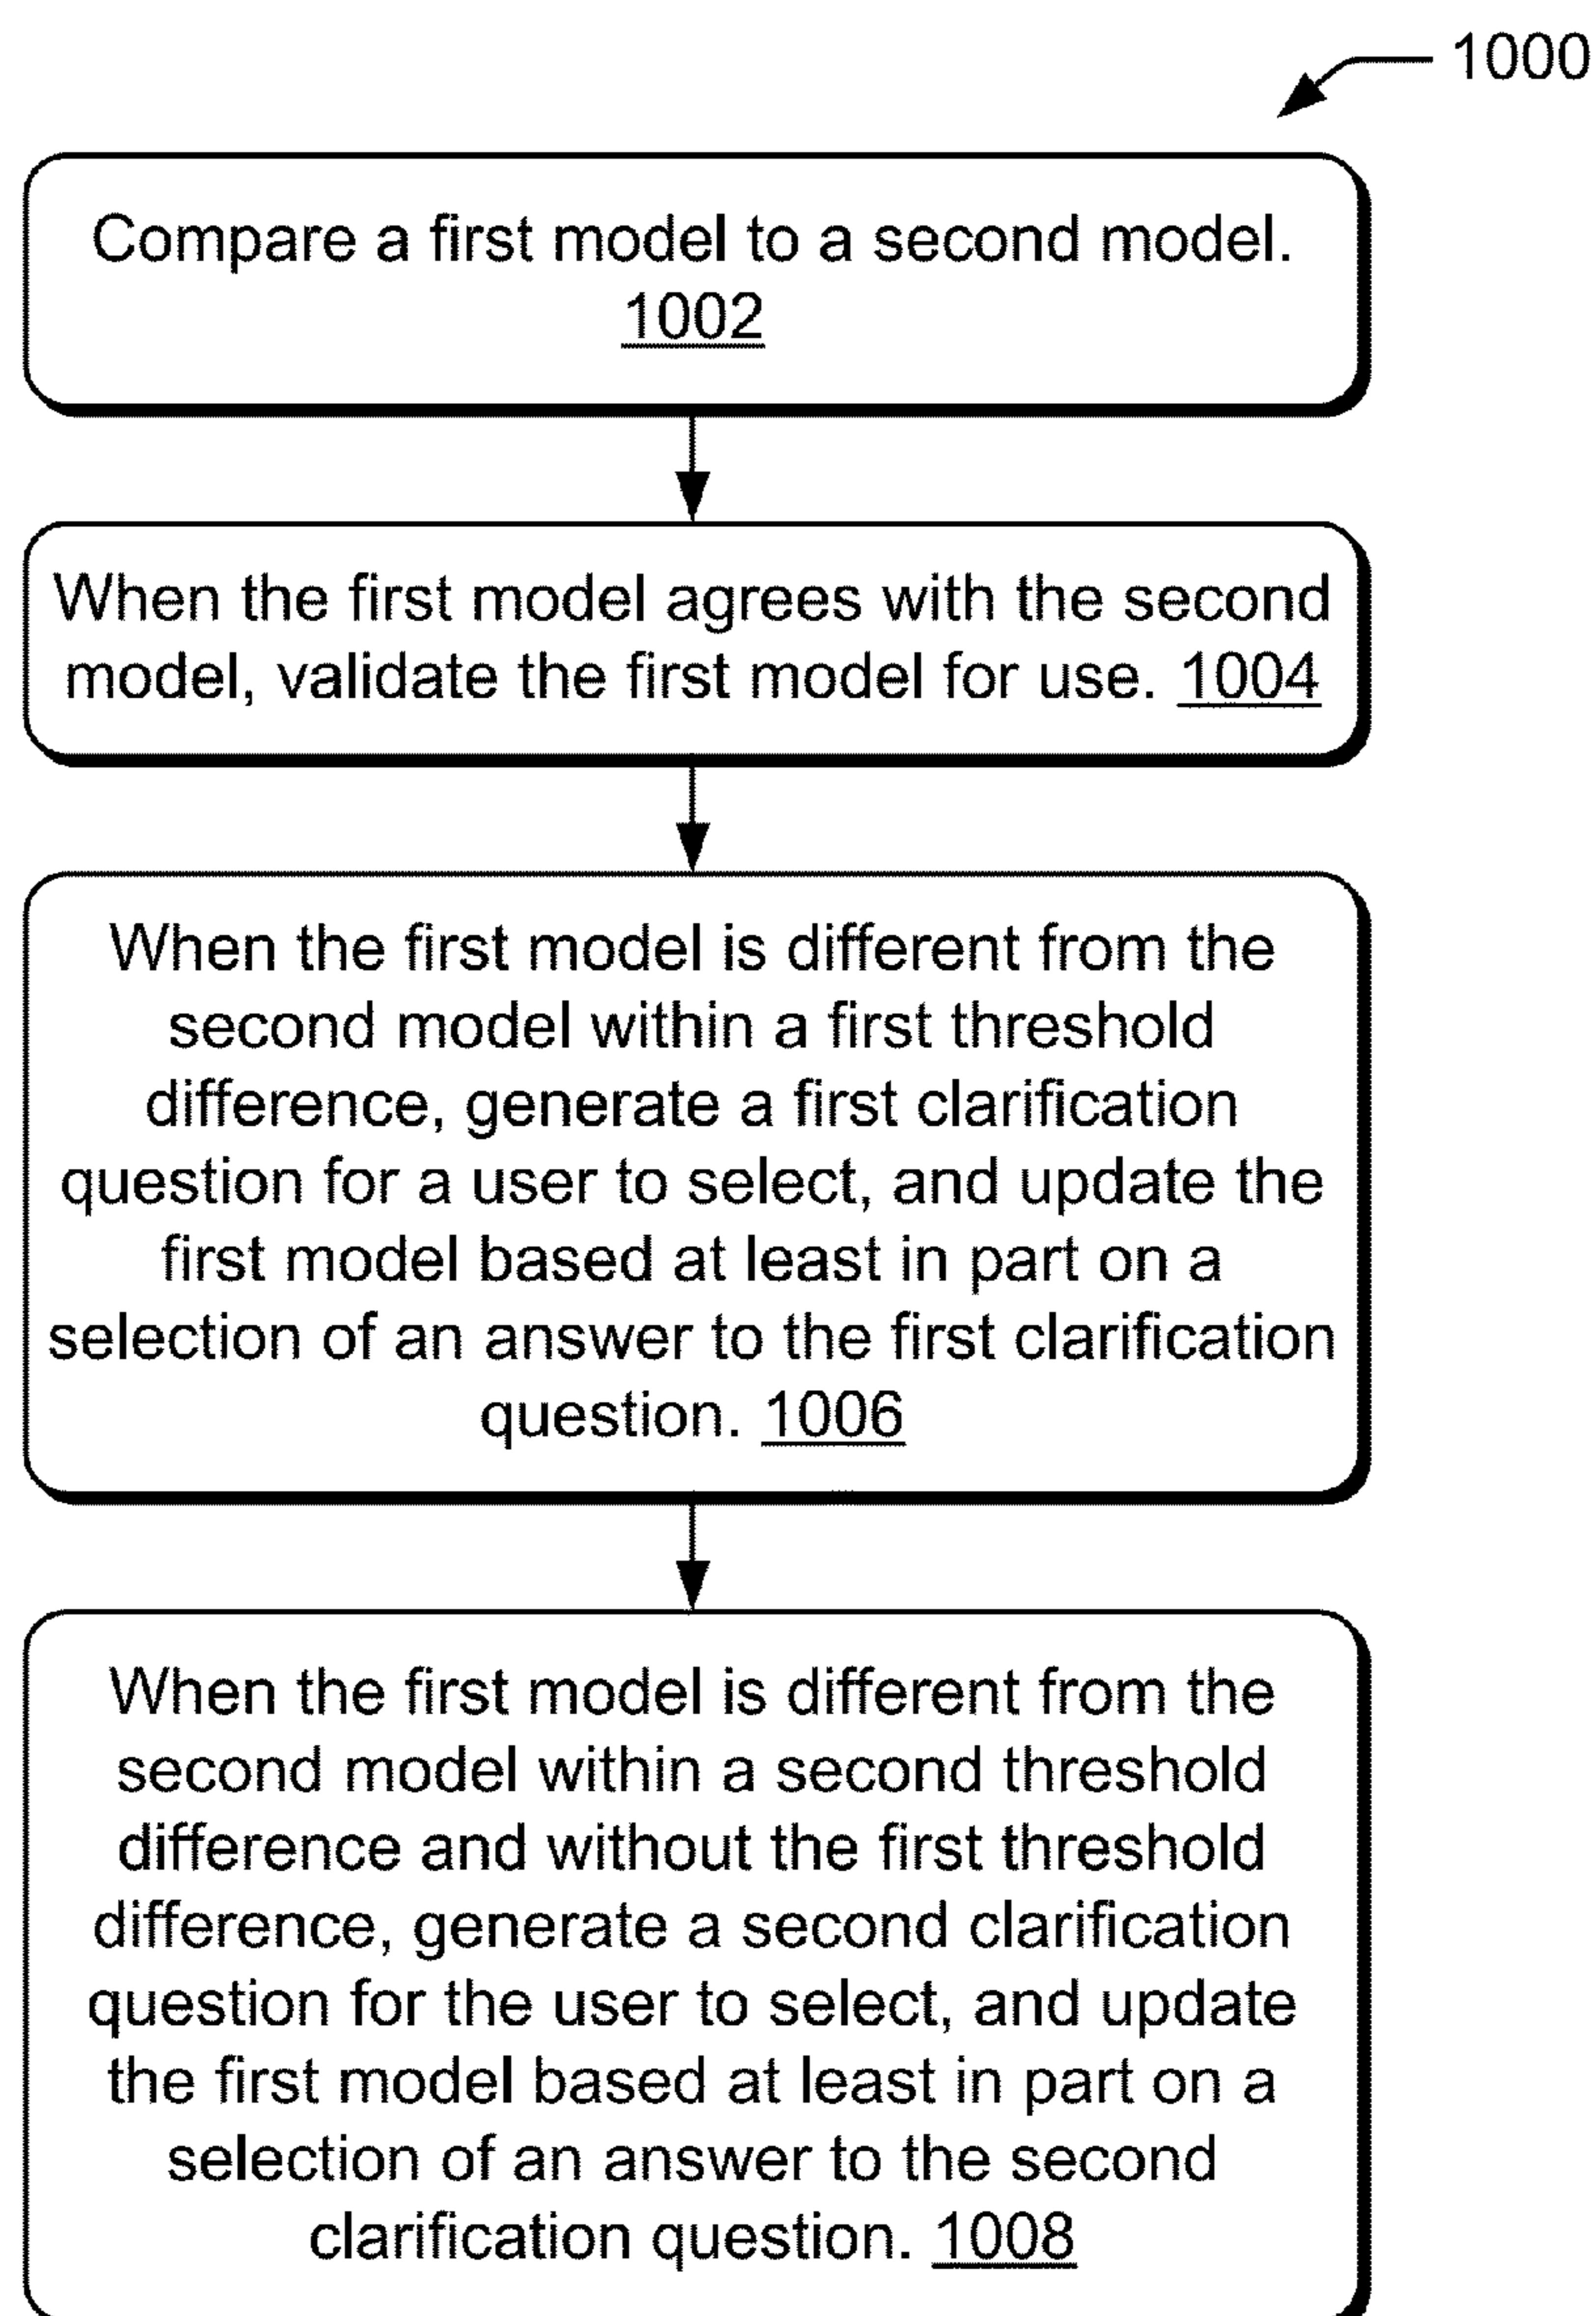 1000
Compare a first model to a second model.
1002
When the first model agrees with the second
model, validate the first model for use. 1004
When the first model is different from the
second model within a first threshold
difference, generate a first clarification
question for a user to select, and update the
first model based at least in part on a
selection of an answer to the first clarification
question. 1006
When the first model is different from the
second model within a second threshold
difference and without the first threshold
difference, generate a second clarification
question for the user to select, and update
the first model based at least in part on a
selection of an answer to the second
clarification question. 1008